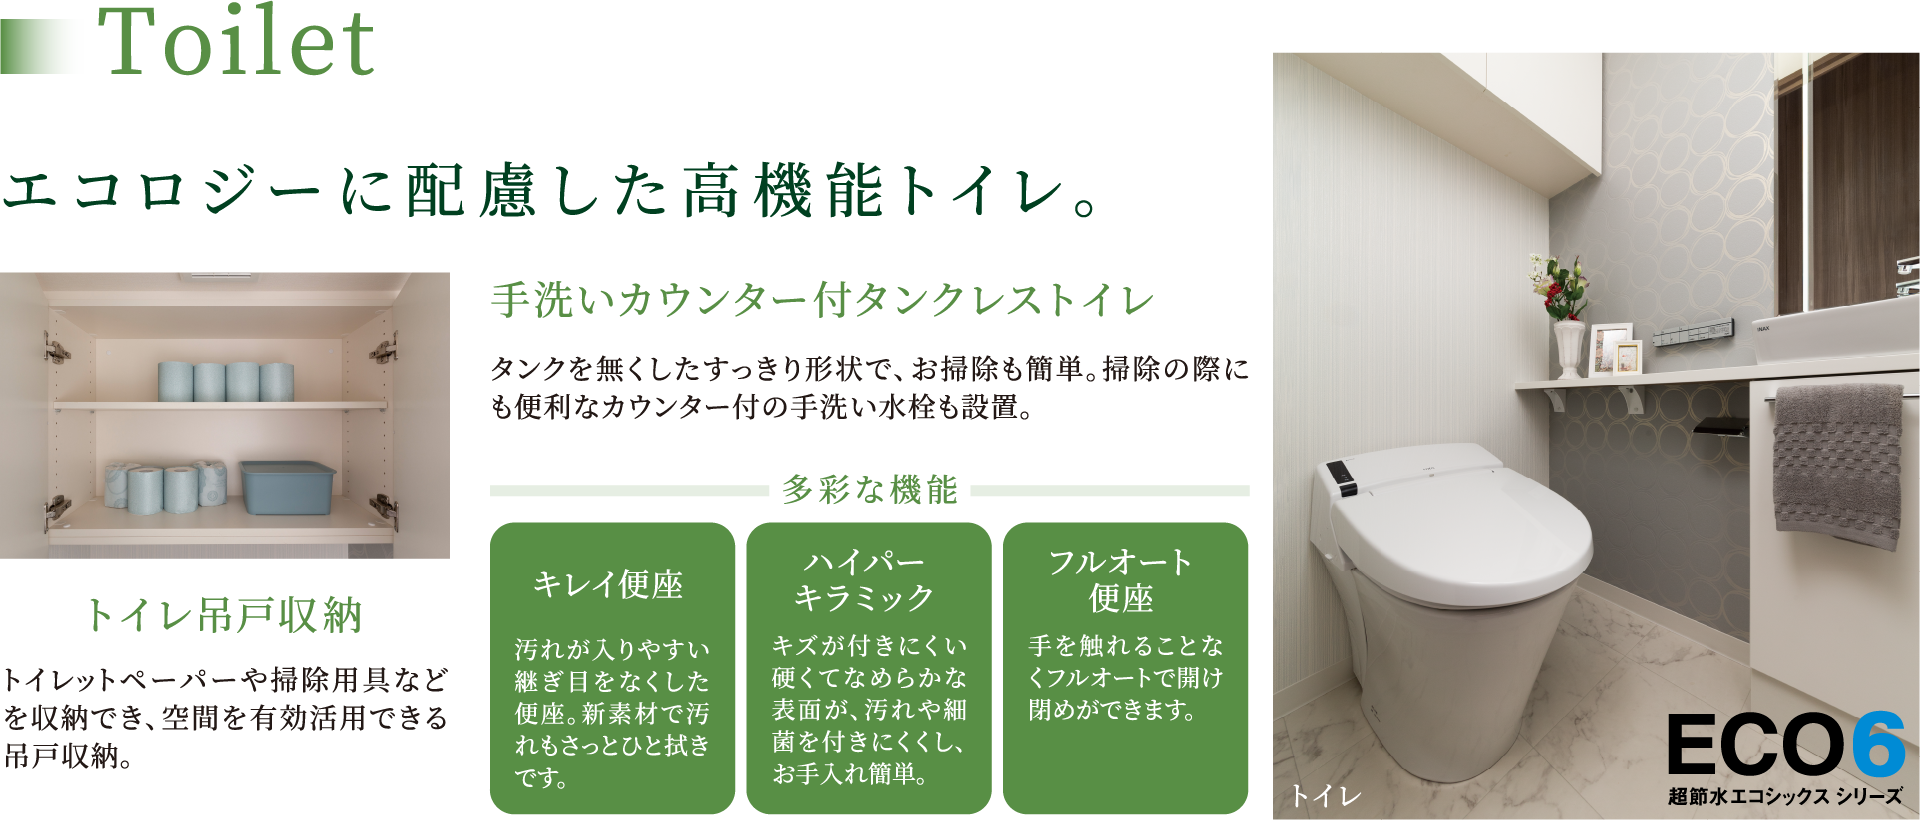 Toilet
エコロジーに配慮した高機能トイレ。
手洗いカウンター付タンクレストイレ
タンクを無くしたすっきり形状で、お掃除も簡単。掃除の際に
も便利なカウンター付の手洗い水栓も設置。
多彩な機能
キレイ便座
汚れが入りやすい
継ぎ目をなくした
便座。新素材で汚
れもさっとひと拭き
です。
ハイパー
キラミック
キズが付きにくい
硬くてなめらかな
表面が、汚れや細
菌を付きにくくし、
お手入れ簡単。
フルオート
便座
手を触れることな
くフルオートで開け
閉めができます。
トイレ吊戸収納
トイレットペーパーや掃除用具など
を収納でき、空間を有効活用できる
吊戸収納。
INAX
トイレ
ECO6
超節水エコシックス シリーズ